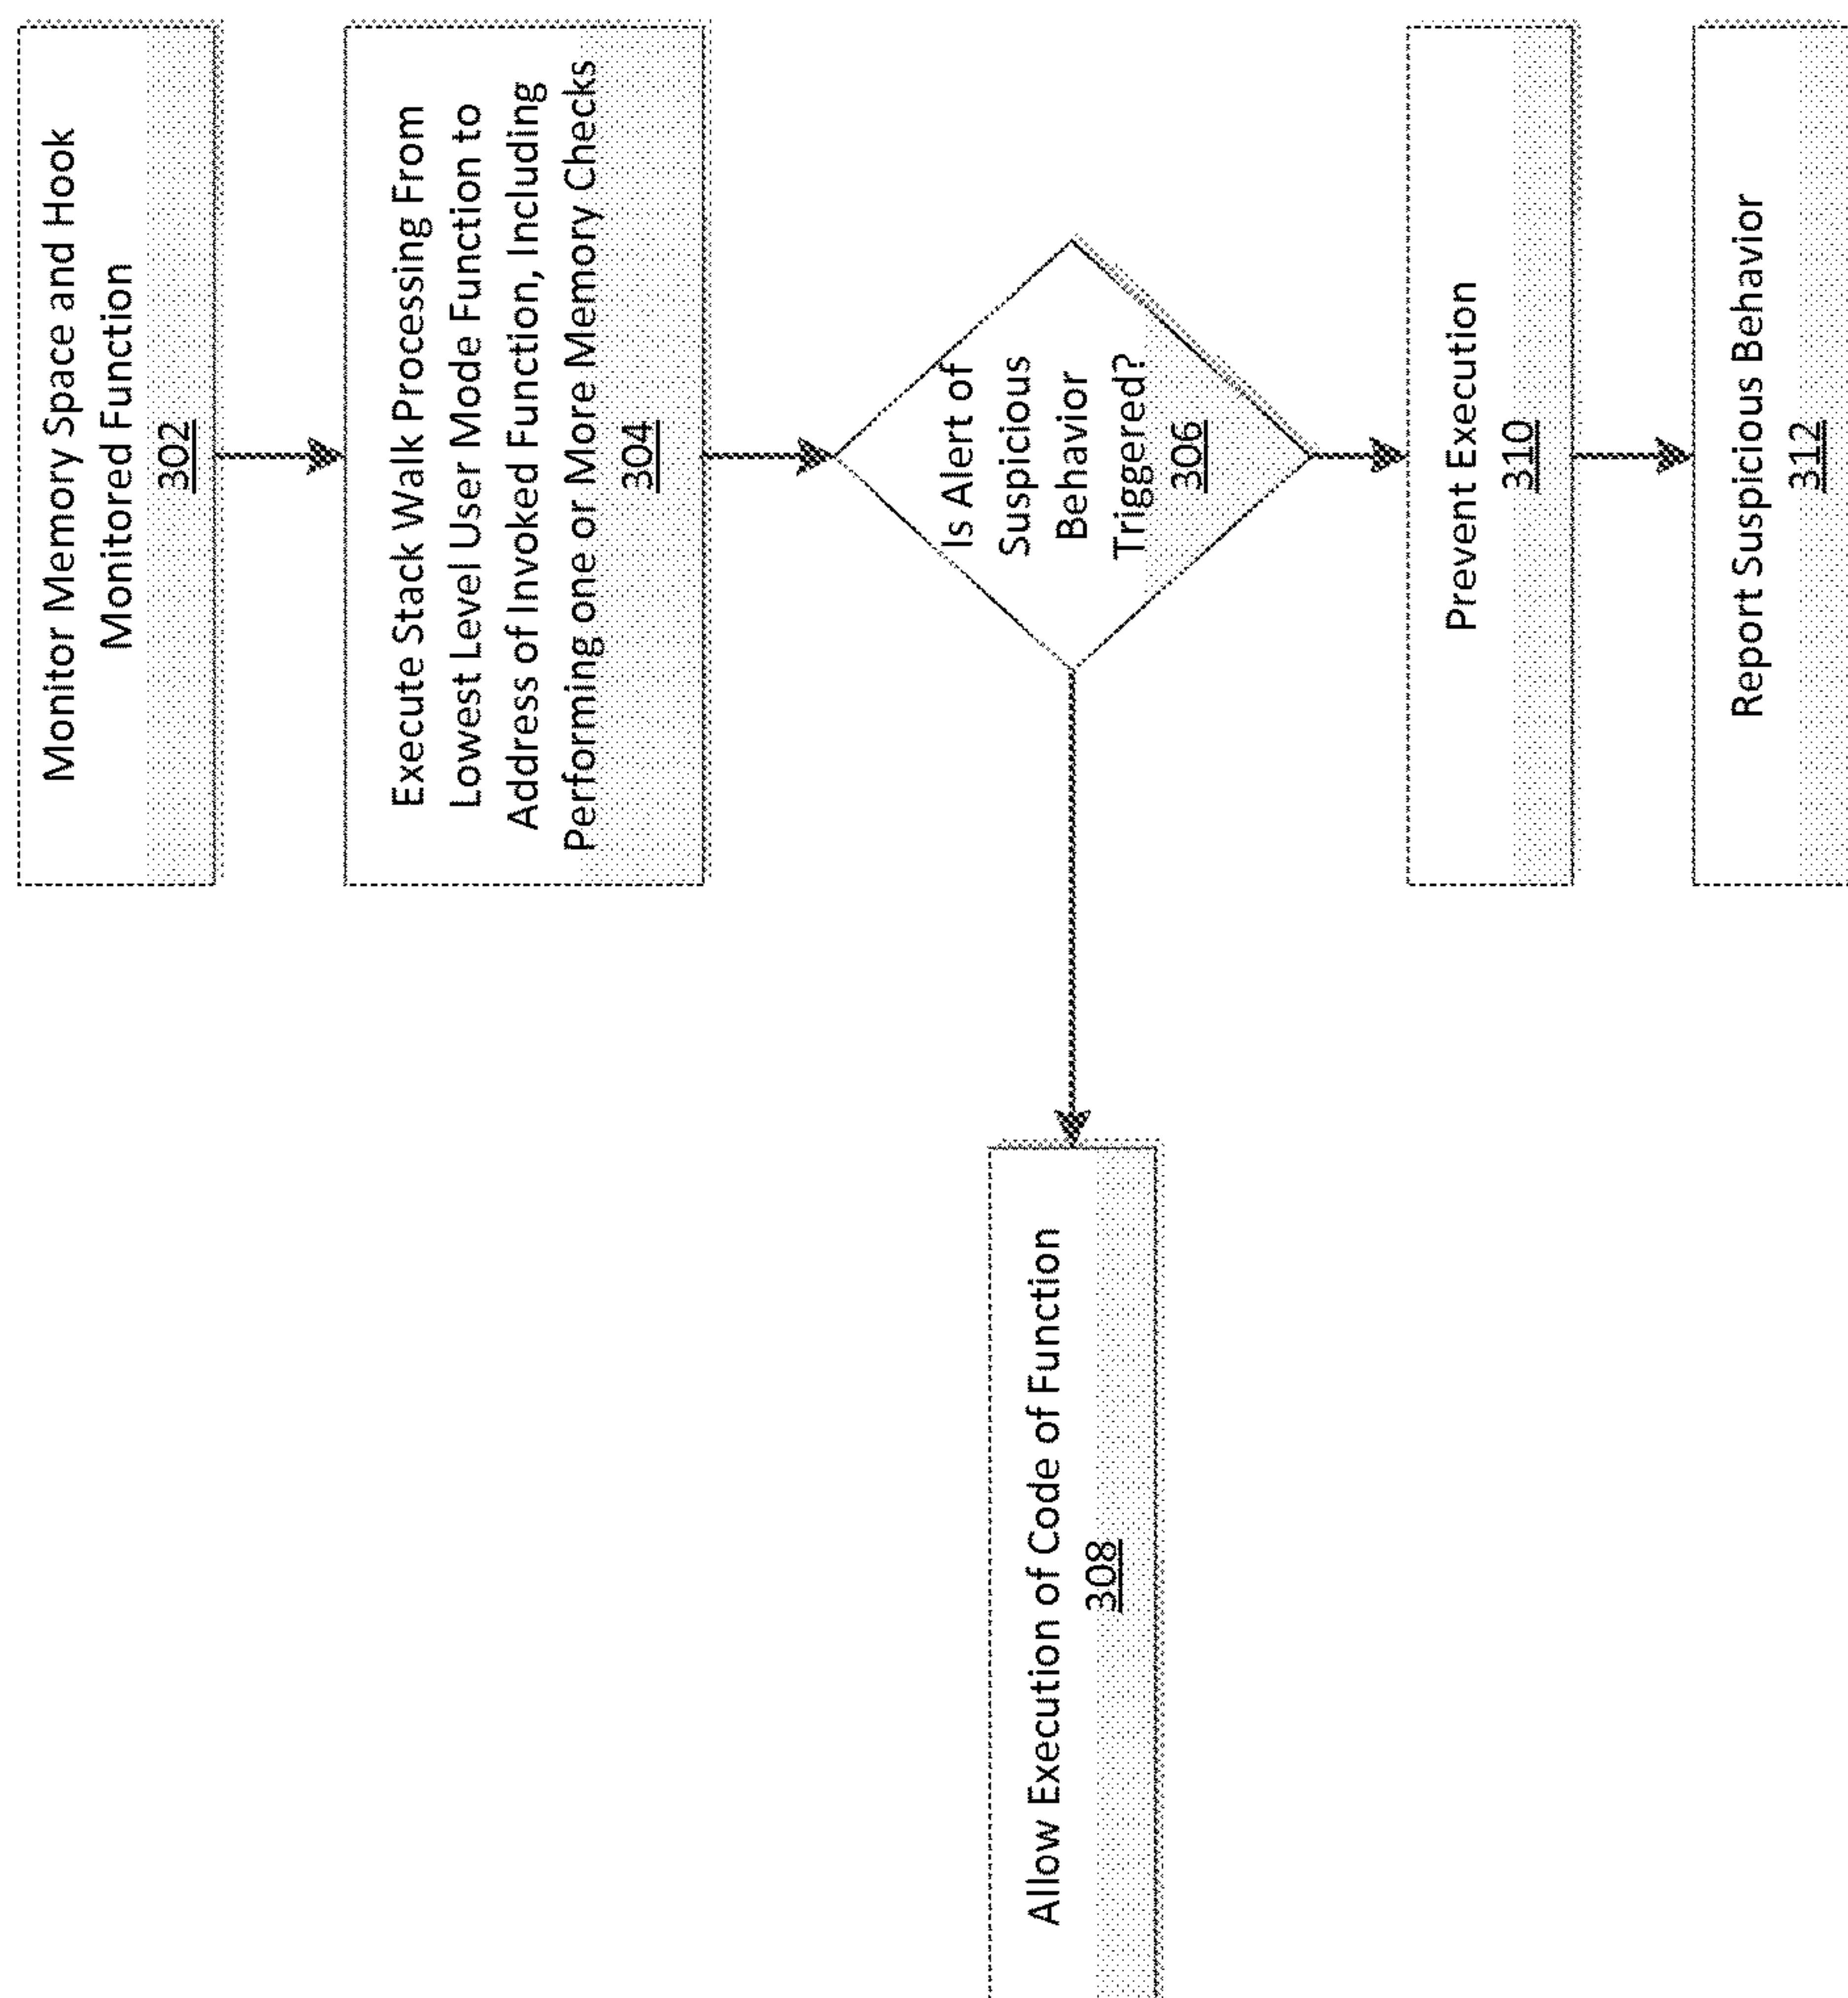 Monitor Memory Space and Hook
Monitored Function
302
Execute Stack Walk Processing From
Lowest Level User Mode Function to
Address of Invoked Function, Including
Performing one or More Memory Checks
304
Is Alert of
Suspicious
Behavior
Triggered?
306
Allow Execution of Code of Function
308
Prevent Execution
310
Report Suspicious Behavior
312